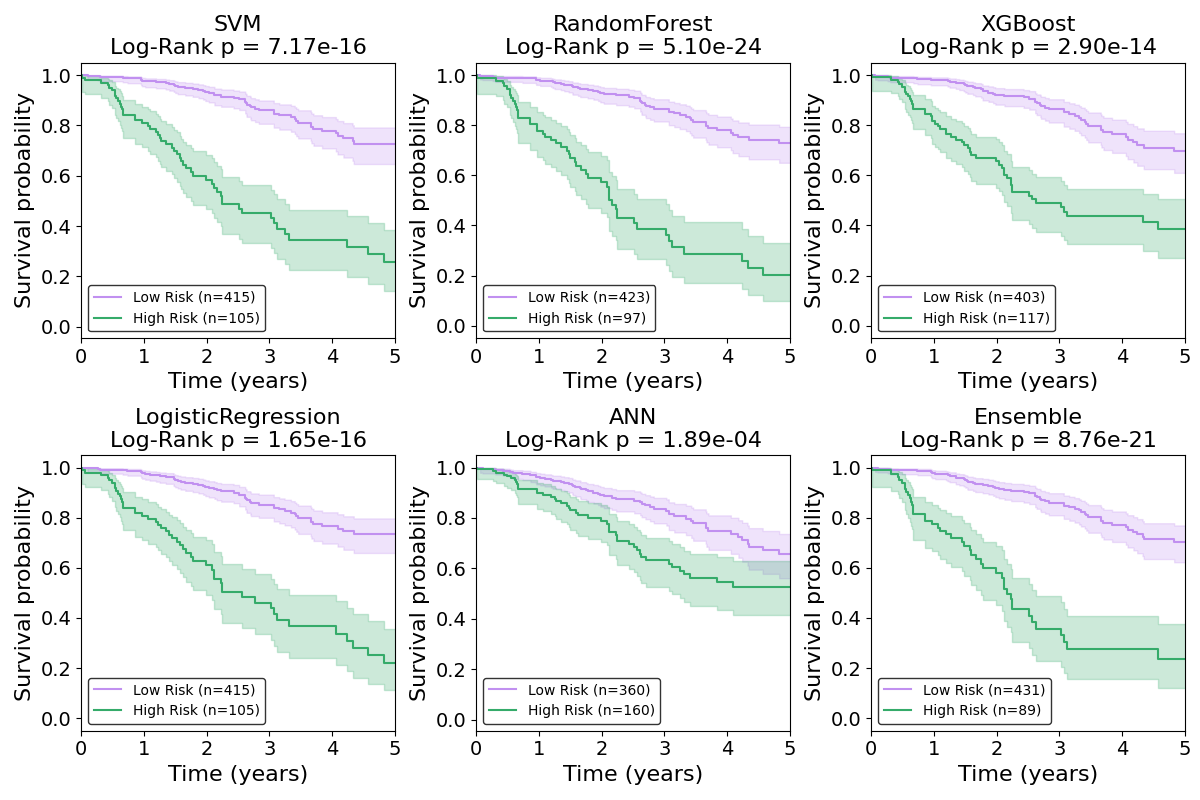 SVM
Log-Rank p = 7.17e-16
1.0
0.8
0.6
0.4
0.2
0.0
Survival probability
Low Risk (n=415)
High Risk (n=105)
0 1 2 3 4 5
Time (years)
RandomForest
Log-Rank p = 5.10e-24
1.0
0.8
0.6
0.4
0.2
0.0
Survival probability
Low Risk (n=423)
High Risk (n=97)
0 1 2 3 4 5
Time (years)
XGBoost
Log-Rank p = 2.90e-14
1.0
0.8
0.6
0.4
0.2
0.0
Survival probability
Low Risk (n=403)
High Risk (n=117)
0 1 2 3 4 5
Time (years)
LogisticRegression
Log-Rank p = 1.65e-16
1.0
0.8
0.6
0.4
0.2
0.0
Survival probability
Low Risk (n=415)
High Risk (n=105)
0 1 2 3 4 5
Time (years)
ANN
Log-Rank p = 1.89e-04
1.0
0.8
0.6
0.4
0.2
0.0
Survival probability
Low Risk (n=360)
High Risk (n=160)
0 1 2 3 4 5
Time (years)
Ensemble
Log-Rank p = 8.76e-21
1.0
0.8
0.6
0.4
0.2
0.0
Survival probability
Low Risk (n=431)
High Risk (n=89)
0 1 2 3 4 5
Time (years)